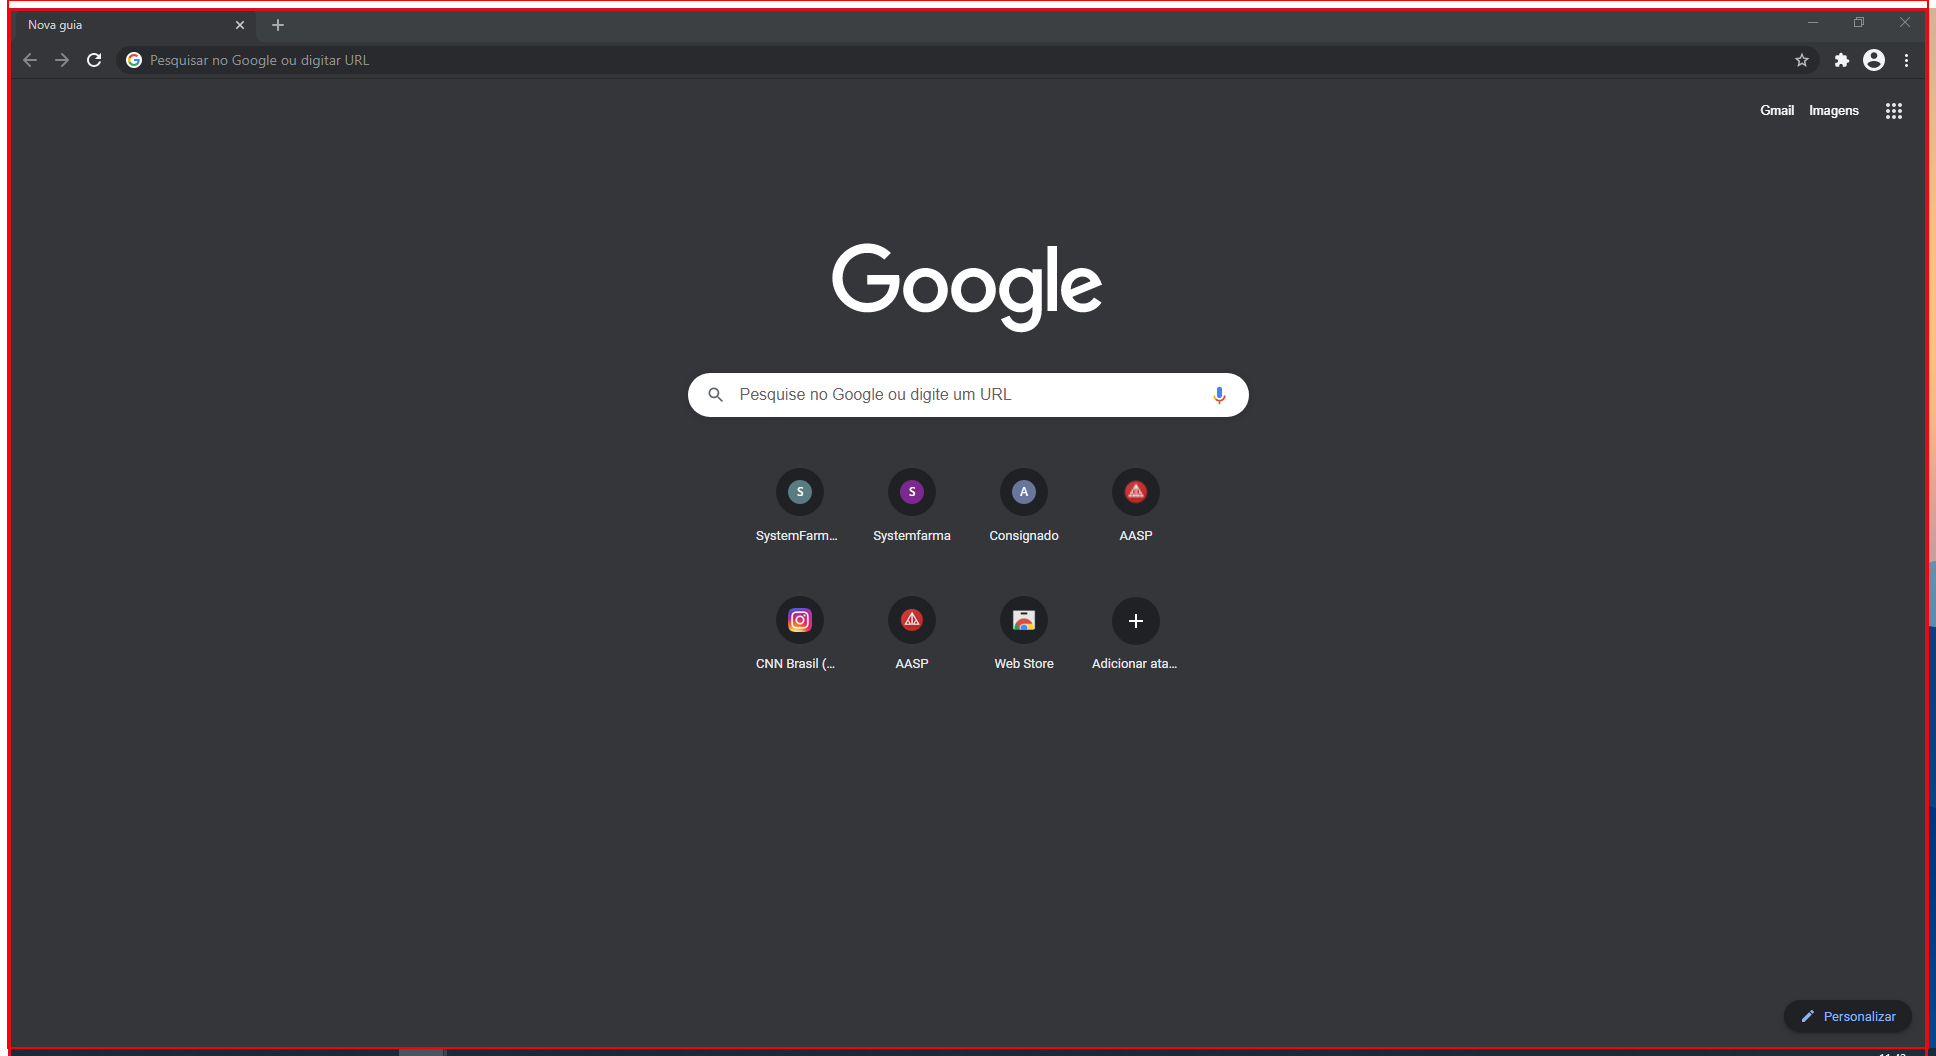 Nova guia
Pesquisar no Google ou digitar URL
Gmail Imagens
Google
Pesquise no Google ou digite um URL
S S A
SystemFarm... Systemfarma Consignado AASP
CNN Brasil (... AASP Web Store Adicionar ata...
Personalizar